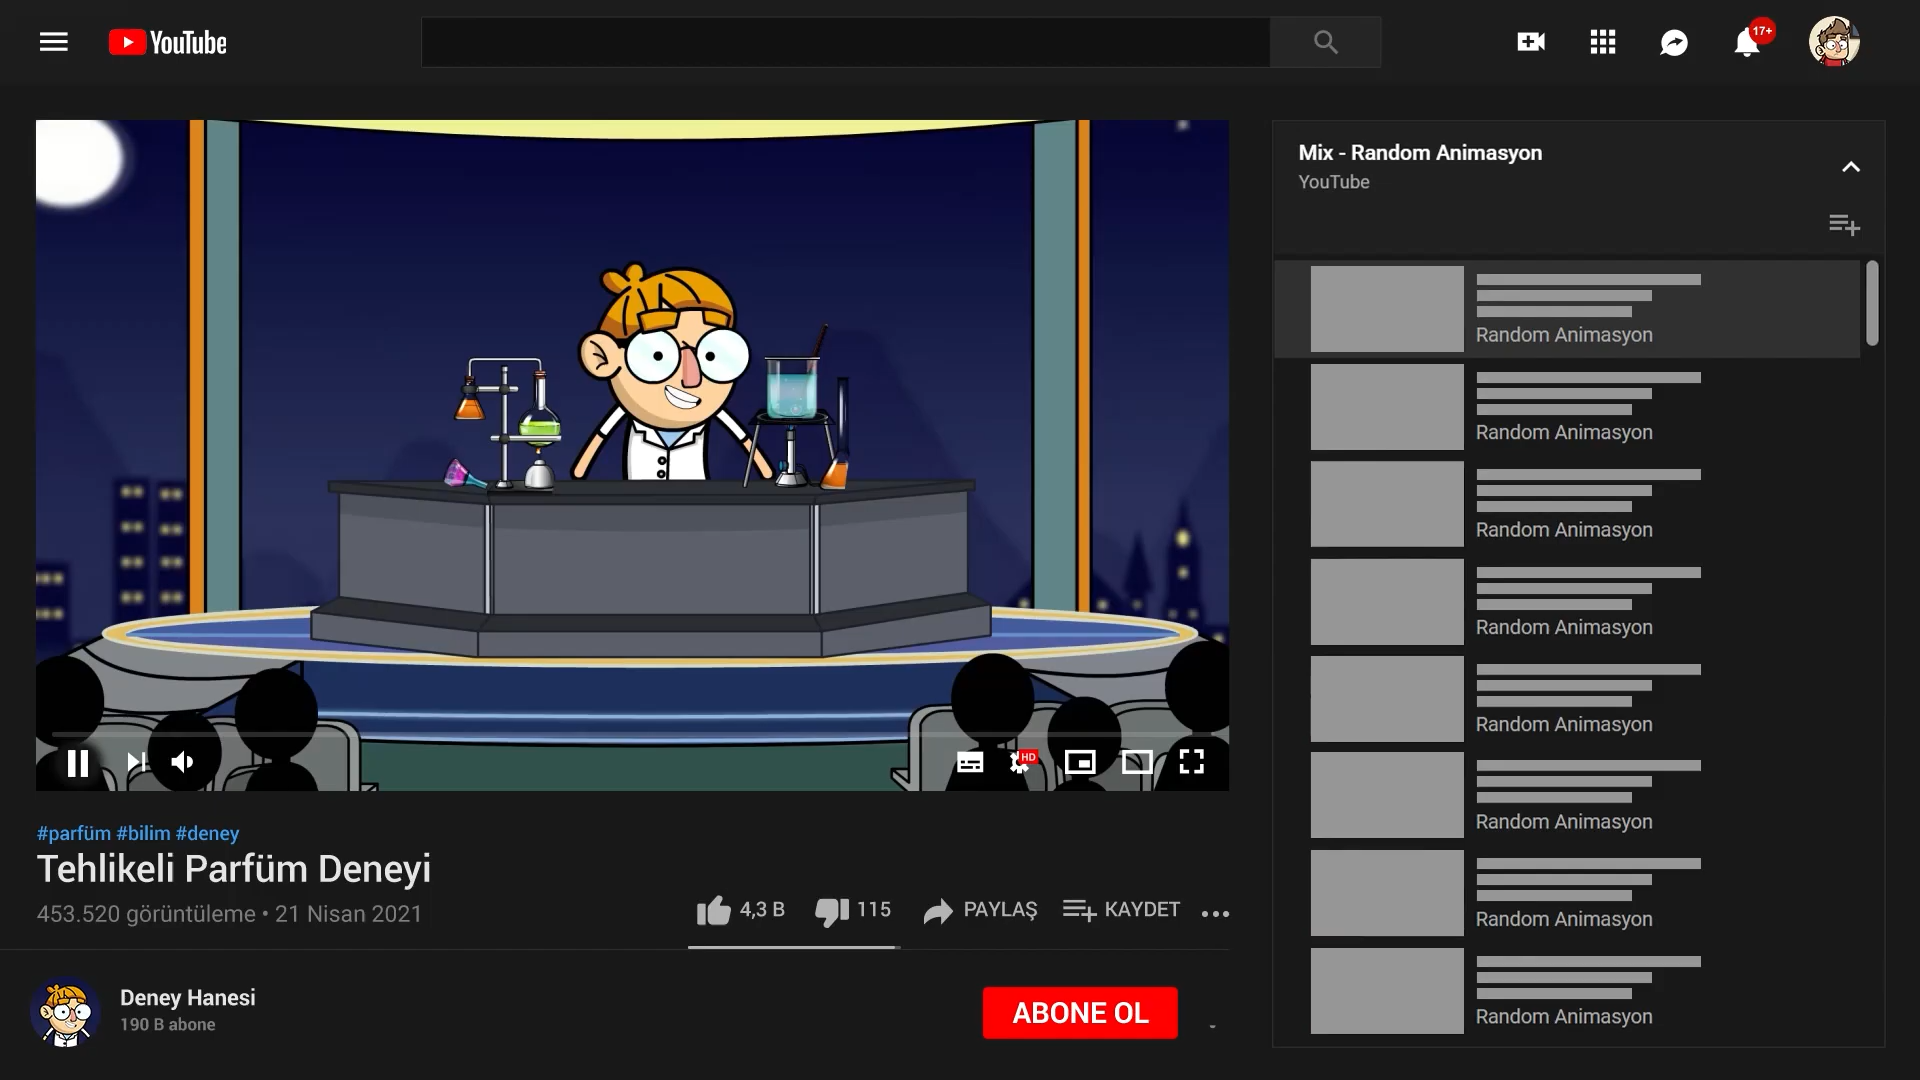 YouTube
17+
Mix - Random Animasyon
YouTube
Random Animasyon
Random Animasyon
Random Animasyon
Random Animasyon
Random Animasyon
Random Animasyon
Random Animasyon
Random Animasyon
HD
#parfüm #bilim #deney
Tehlikeli Parfüm Deneyi
453.520 görüntüleme • 21 Nisan 2021
4,3 B 115 PAYLAŞ KAYDET
Deney Hanesi
190 B abone
ABONE OL